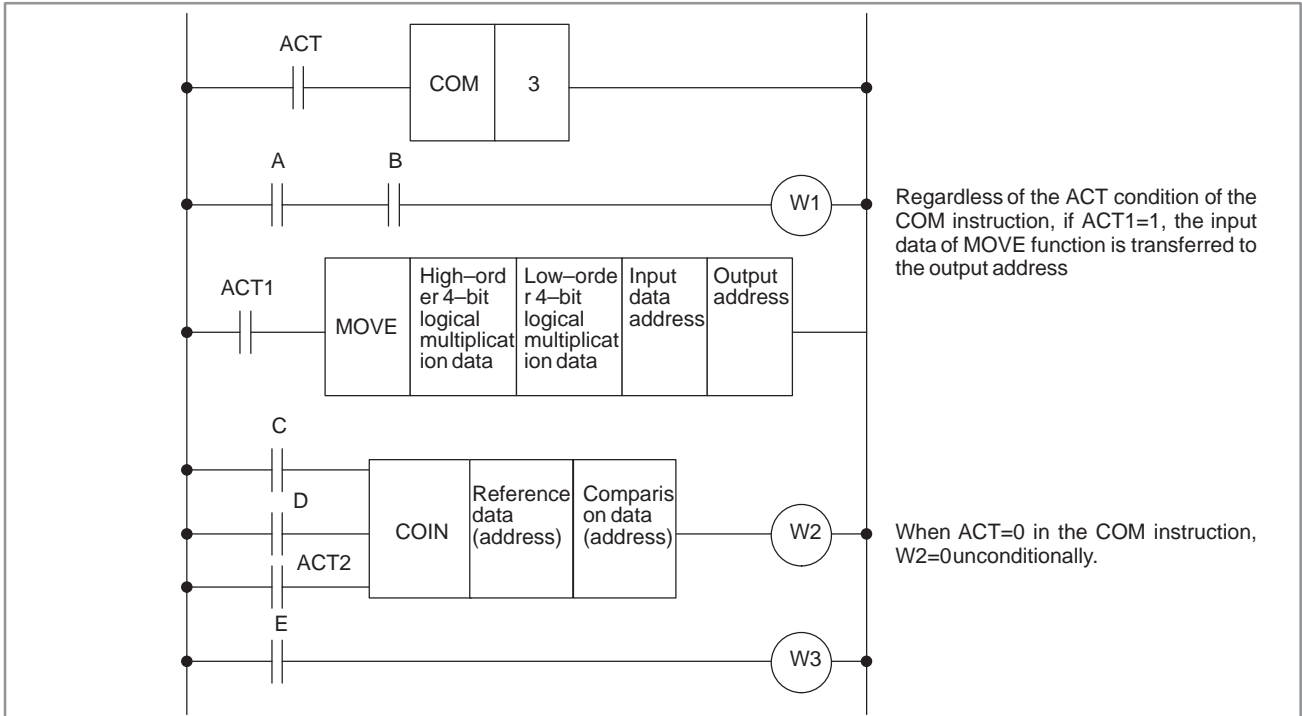 ACT
COM 3
A B
W1
Regardless of the ACT condition of the
COM instruction, if ACT1=1, the input
data of MOVE function is transferred to
the output address
ACT1
MOVE
High–ord
er 4–bit
logical
multiplicat
ion data
Low–orde
r 4–bit
logical
multiplicat
ion data
Input
data
address
Output
address
C
D
ACT2
COIN
Reference
data
(address)
Comparis
on data
(address)
W2
When ACT=0 in the COM instruction,
W2=0unconditionally.
E
W3